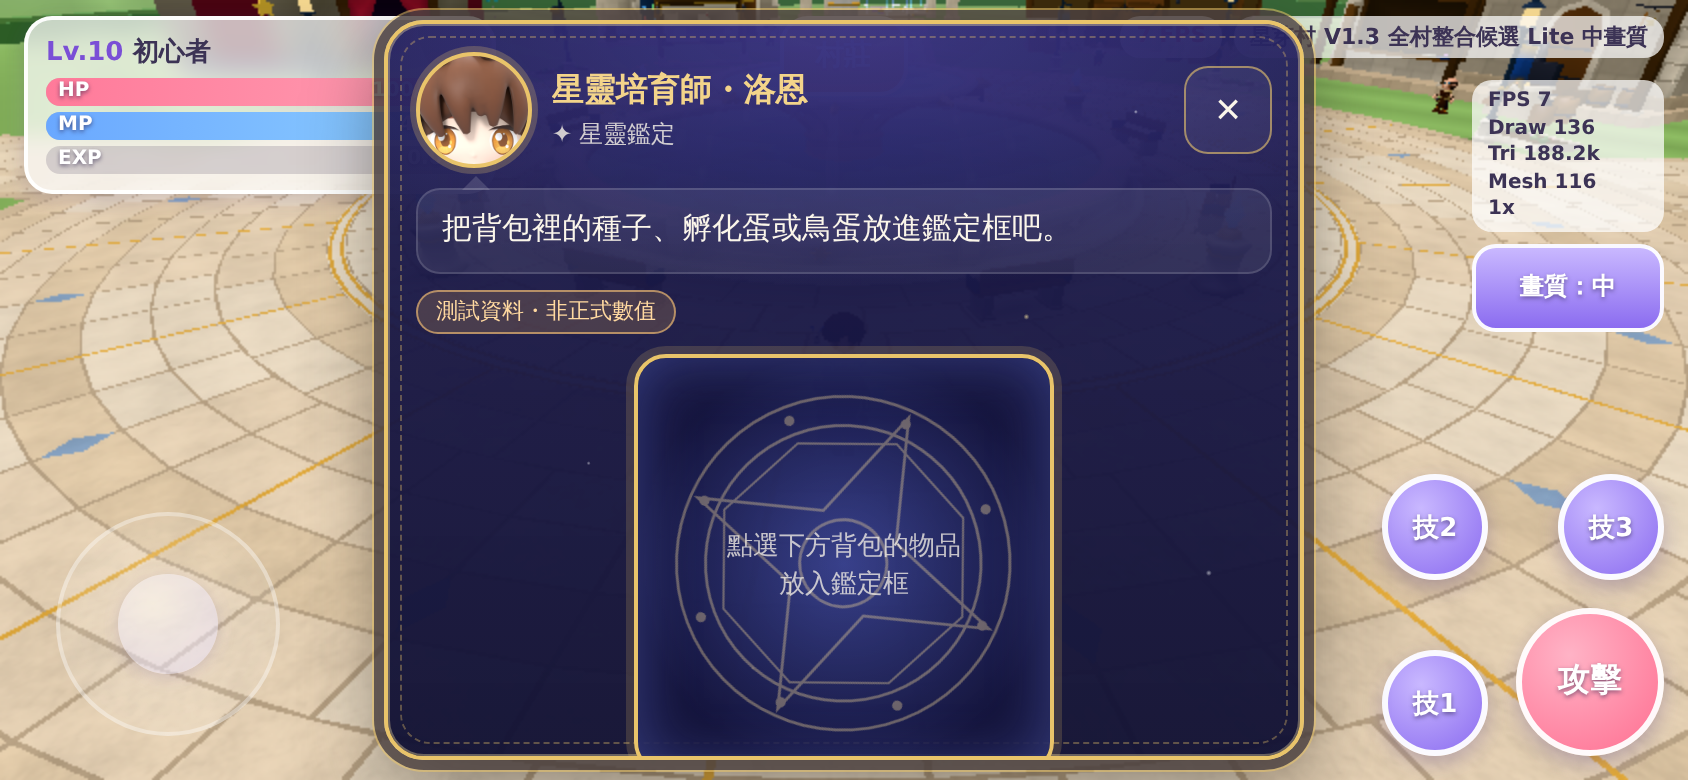 Lv.10 初心者
HP
MP
EXP
星靈培育師・洛恩
✦ 星靈鑑定
×
把背包裡的種子、孵化蛋或鳥蛋放進鑑定框吧。
測試資料・非正式數值
點選下方背包的物品
放入鑑定框
村 V1.3 全村整合候選 Lite 中畫質
FPS 7
Draw 136
Tri 188.2k
Mesh 116
1x
畫質：中
技2
技3
技1
攻擊